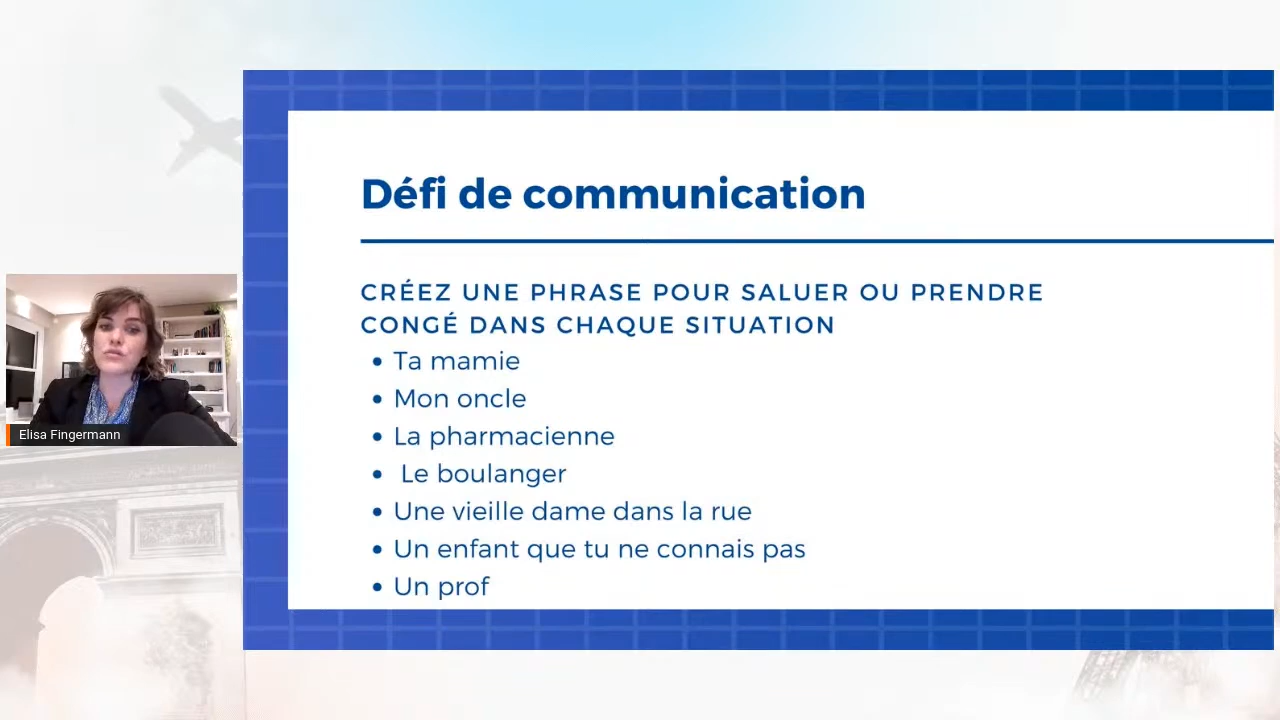 Défi de communication
CRÉEZ UNE PHRASE POUR SALUER OU PRENDRE
CONGÉ DANS CHAQUE SITUATION
• Ta mamie
• Mon oncle
• La pharmacienne
• Le boulanger
• Une vieille dame dans la rue
• Un enfant que tu ne connais pas
• Un prof
Elisa Fingermann